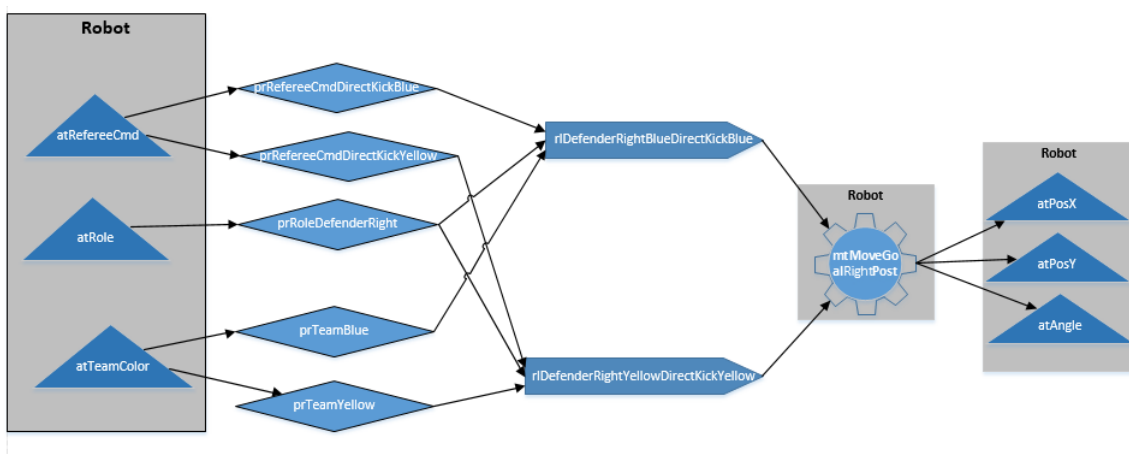 Robot
atRefereeCmd
atRole
atTeamColor
prRefereeCmdDirectKickBlue
prRefereeCmdDirectKickYellow
prRoleDefenderRight
prTeamBlue
prTeamYellow
rlDefenderRightBlueDirectKickBlue
rlDefenderRightYellowDirectKickYellow
Robot
mtMoveGo
alRightPost
Robot
atPosX
atPosY
atAngle